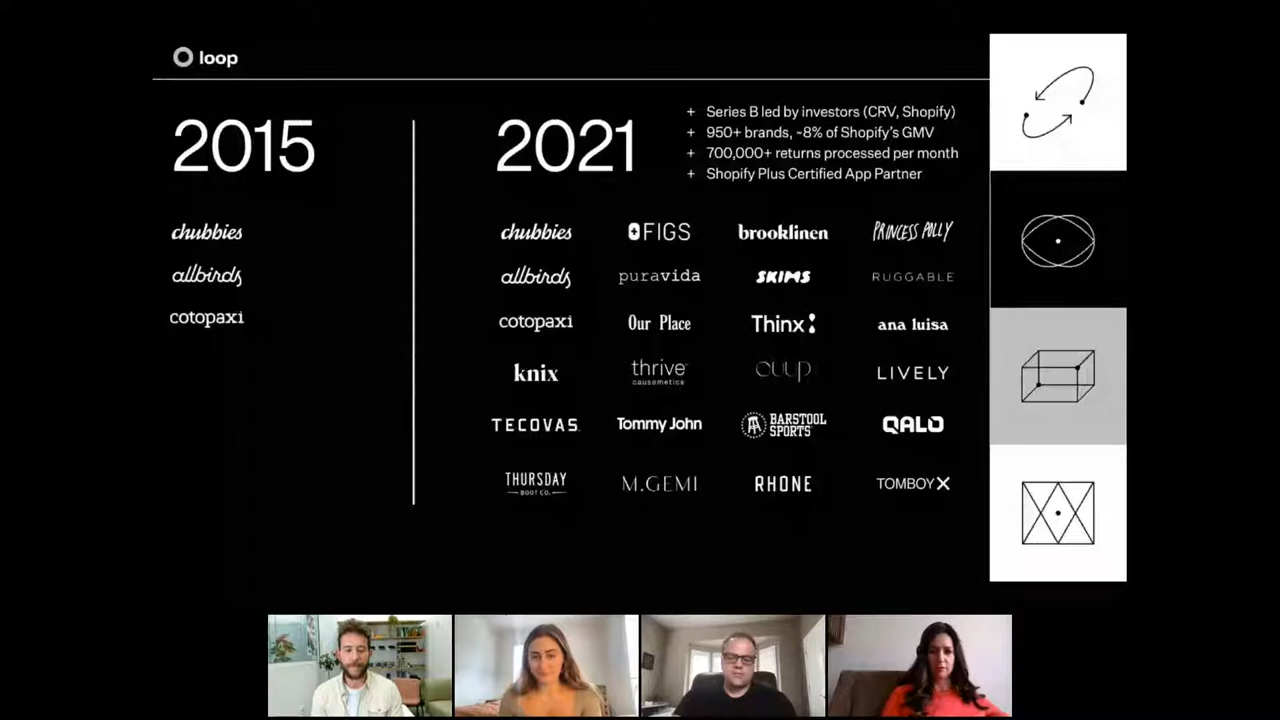 loop
2015
chubbies
allbirds
cotopaxi
2021
+ Series B led by investors (CRV, Shopify)
+ 950+ brands, ~8% of Shopify's GMV
+ 700,000+ returns processed per month
+ Shopify Plus Certified App Partner
chubbies FIGS brooklinen PRINCESS POLLY
allbirds puravida SKIMS RUGGABLE
cotopaxi Our Place Thinx ana luisa
knix thrive causemetics cuup LIVELY
TECOVAS Tommy John BARSTOOL SPORTS QALO
THURSDAY BOOT CO. M.GEMI RHONE TOMBOYX